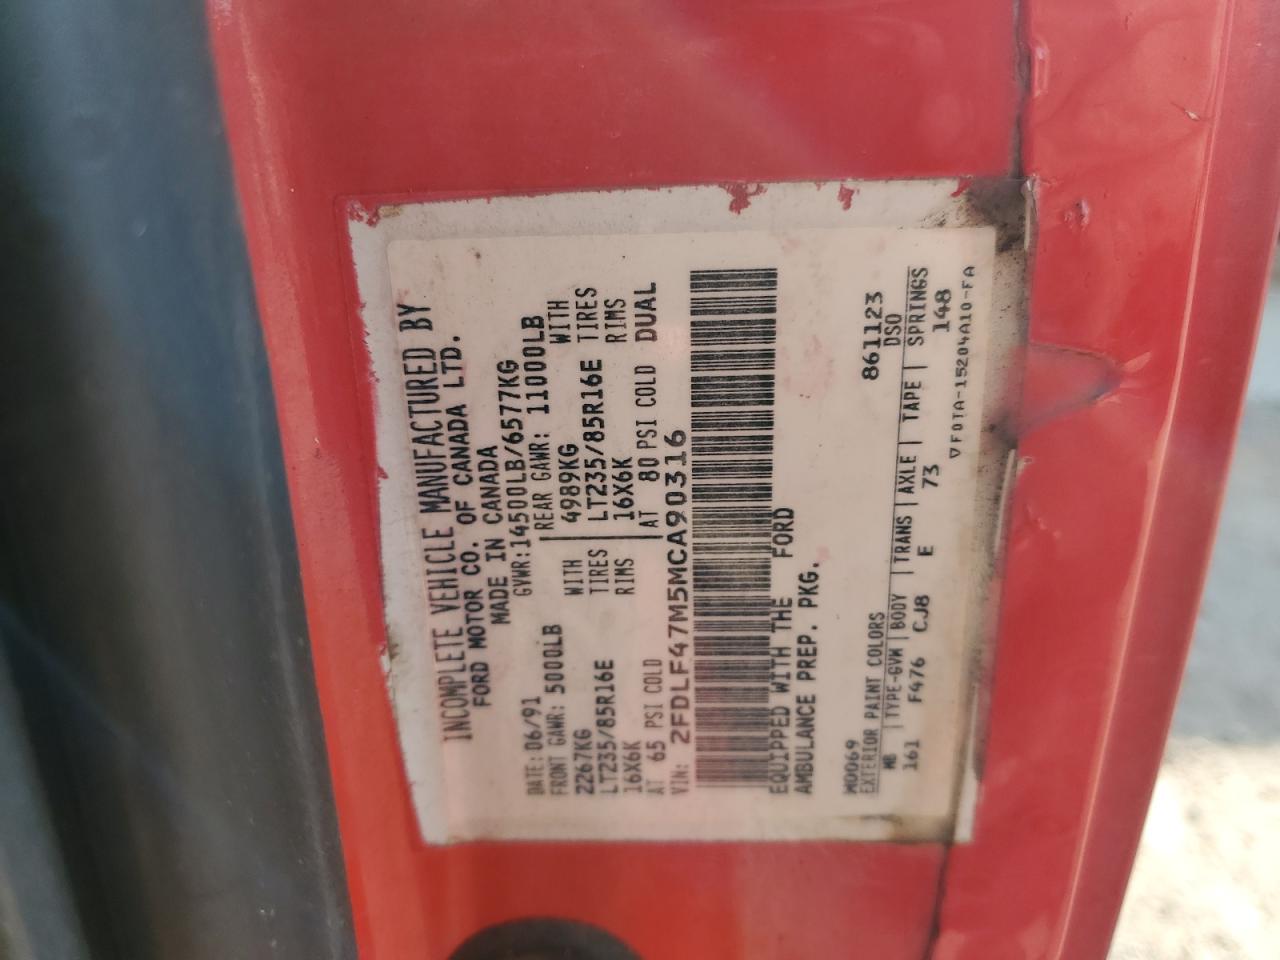 INCOMPLETE VEHICLE MANUFACTURED BY
FORD MOTOR CO. OF CANADA LTD.
MADE IN CANADA
DATE: 06/91 GVWR: 14500LB/6577KG
FRONT GAWR: 5000LB REAR GAWR: 11000LB
2267KG WITH 4989KG WITH
LT235/85R16E TIRES LT235/85R16E TIRES
16X6K RIMS 16X6K RIMS
AT 65 PSI COLD AT 80 PSI COLD DUAL
VIN: 2FDLF47M5MCA90316
EQUIPPED WITH THE FORD
AMBULANCE PREP. PKG.
W0069 861123
EXTERIOR PAINT COLORS DSO
WB TYPE-GVW BODY TRANS AXLE TAPE SPRINGS
161 F476 CJ8 E 73 148
VF0TA-15204A10-FA